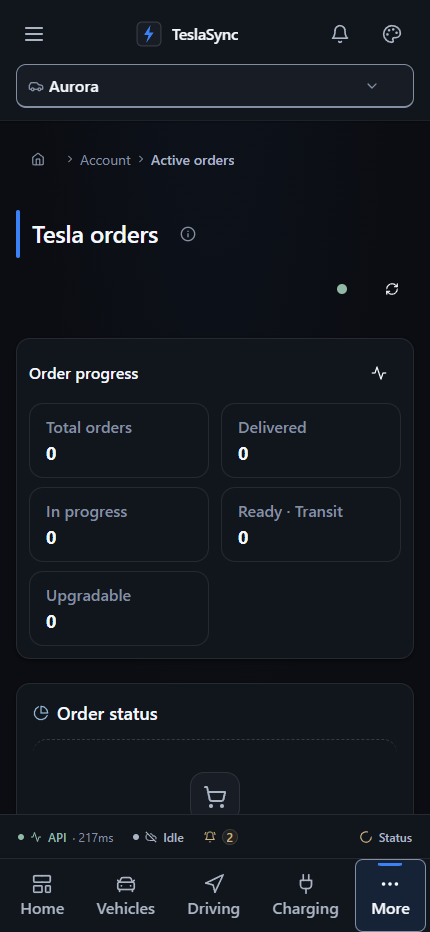 TeslaSync
Aurora
Account > Active orders
Tesla orders
Order progress
Total orders
0
Delivered
0
In progress
0
Ready · Transit
0
Upgradable
0
Order status
API · 217ms
Idle
2
Status
Home
Vehicles
Driving
Charging
More